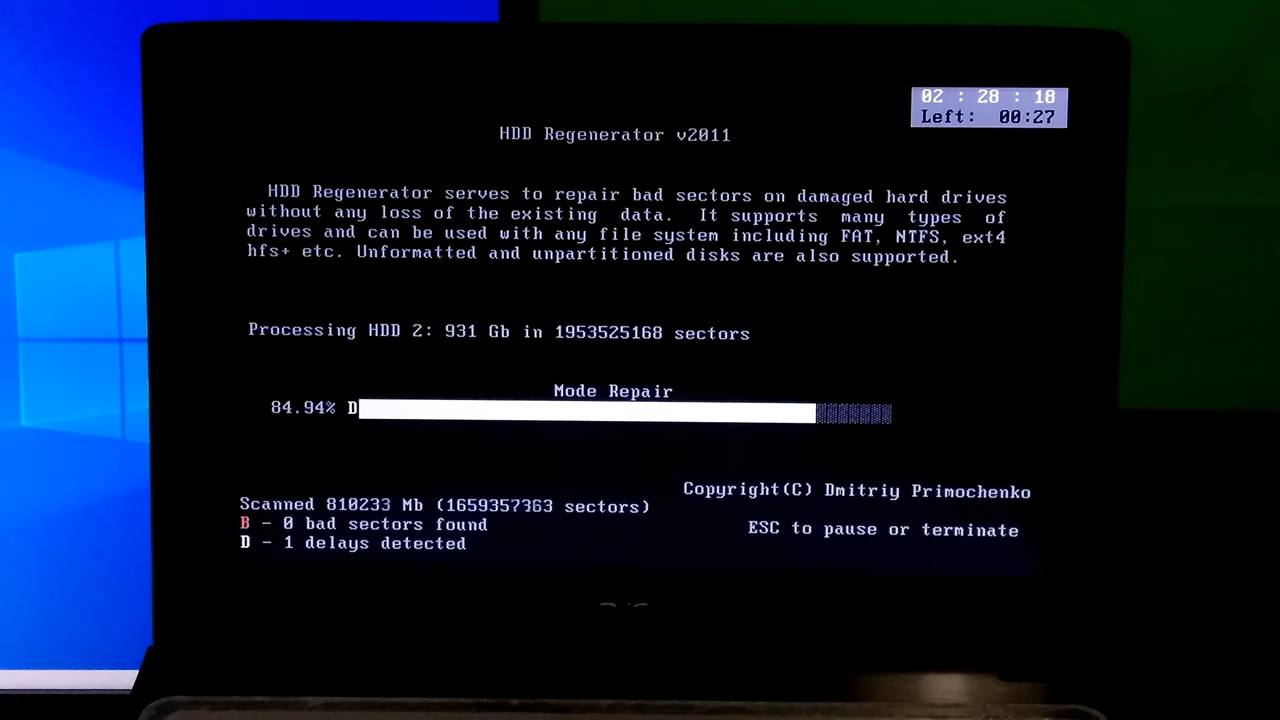 02 : 28 : 18
Left: 00:27
HDD Regenerator v2011
HDD Regenerator serves to repair bad sectors on damaged hard drives
without any loss of the existing data. It supports many types of
drives and can be used with any file system including FAT, NTFS, ext4
hfs+ etc. Unformatted and unpartitioned disks are also supported.
Processing HDD 2: 931 Gb in 1953525168 sectors
Mode Repair
84.94% D
Copyright(C) Dmitriy Primochenko
Scanned 810233 Mb (1659357363 sectors)
B - 0 bad sectors found
ESC to pause or terminate
D - 1 delays detected